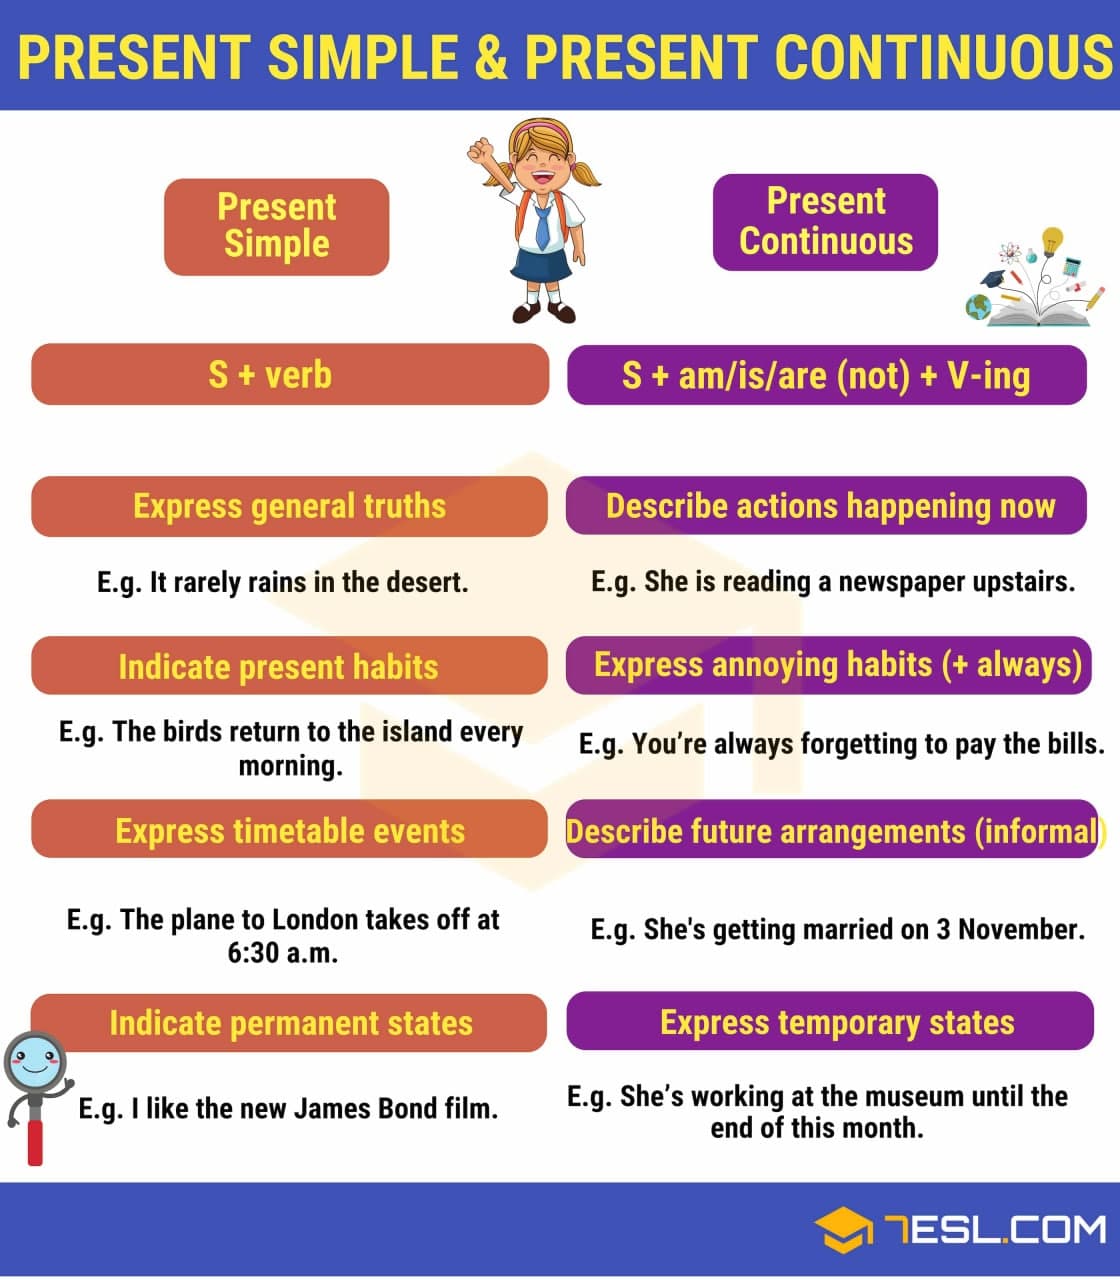 PRESENT SIMPLE & PRESENT CONTINUOUS
Present
Simple
Present
Continuous
S + verb
S + am/is/are (not) + V-ing
Express general truths
Describe actions happening now
E.g. It rarely rains in the desert.
E.g. She is reading a newspaper upstairs.
Indicate present habits
Express annoying habits (+ always)
E.g. The birds return to the island every
morning.
E.g. You’re always forgetting to pay the bills.
Express timetable events
Describe future arrangements (informal)
E.g. The plane to London takes off at
6:30 a.m.
E.g. She's getting married on 3 November.
Indicate permanent states
Express temporary states
E.g. I like the new James Bond film.
E.g. She’s working at the museum until the
end of this month.
7ESL.COM